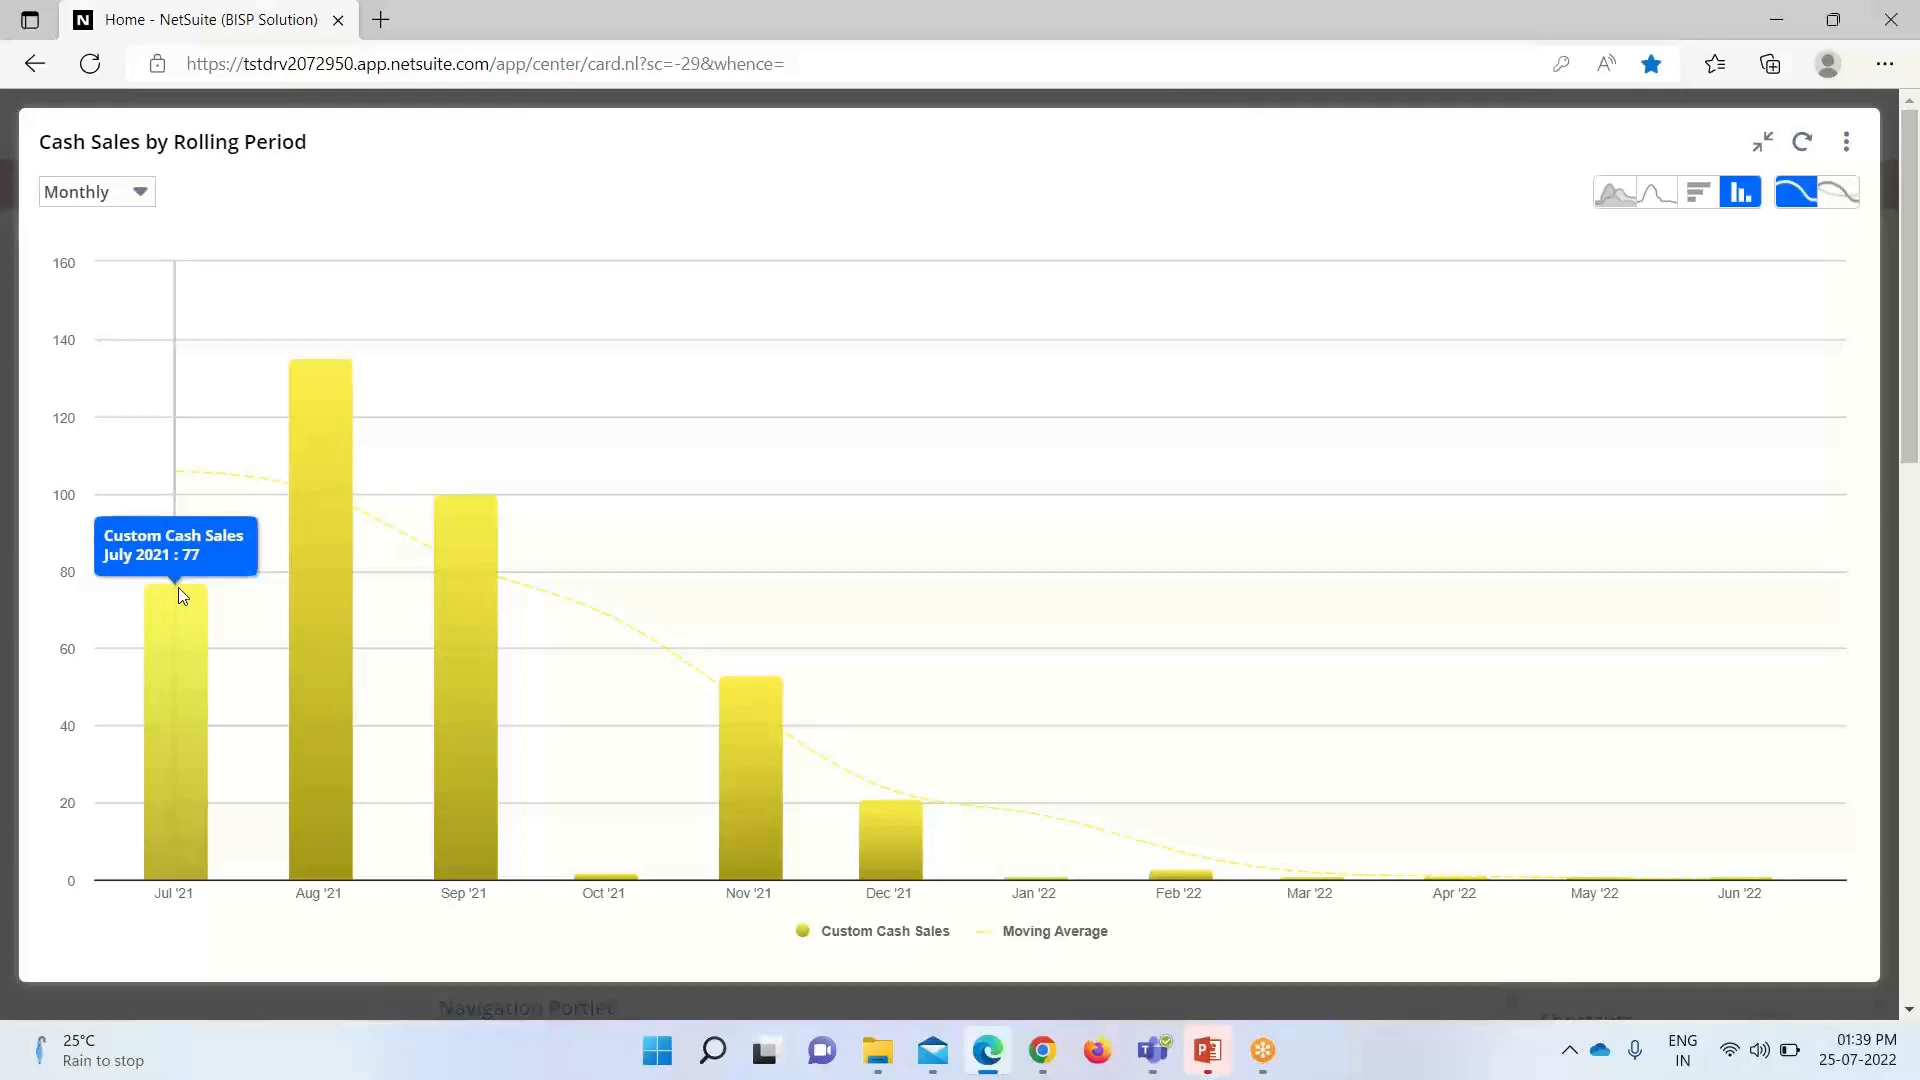 Home - NetSuite (BISP Solution)
https://tstdrv2072950.app.netsuite.com/app/center/card.nl?sc=-29&whence=
Cash Sales by Rolling Period
Monthly
160
140
120
100
80
60
40
20
0
Custom Cash Sales
July 2021 : 77
Jul '21 Aug '21 Sep '21 Oct '21 Nov '21 Dec '21 Jan '22 Feb '22 Mar '22 Apr '22 May '22 Jun '22
Custom Cash Sales Moving Average
Navigation Portlet
25°C
Rain to stop
ENG
IN
01:39 PM
25-07-2022